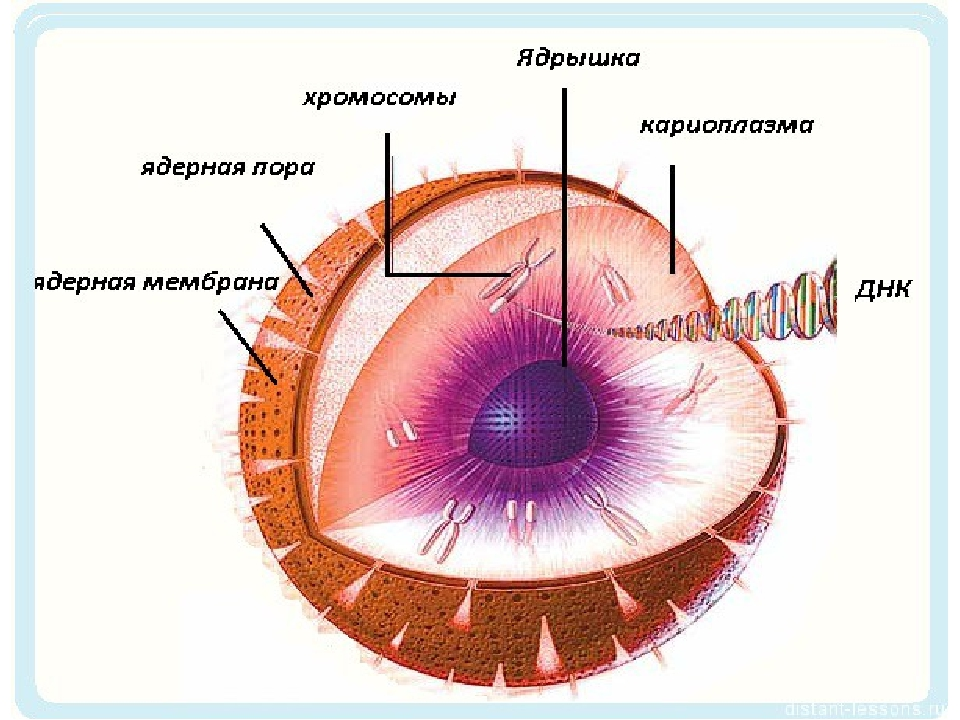 Ядрышка
хромосомы
кариоплазма
ядерная пора
ядерная мембрана
ДНК
distant-lessons.ru